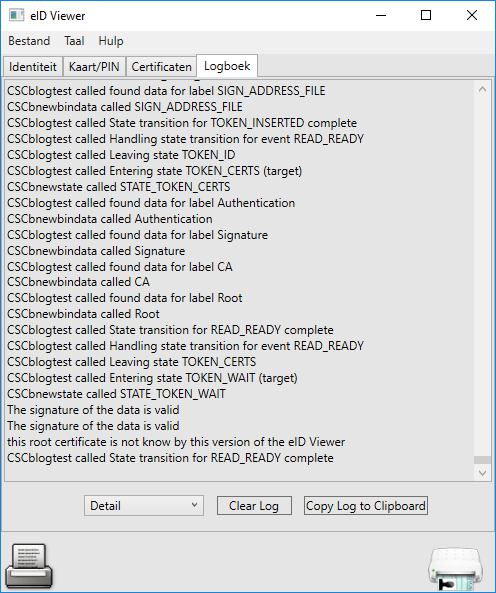 eID Viewer
Bestand Taal Hulp
Identiteit Kaart/PIN Certificaten Logboek
CSCblogtest called found data for label SIGN_ADDRESS_FILE
CSCbnewbindata called SIGN_ADDRESS_FILE
CSCblogtest called State transition for TOKEN_INSERTED complete
CSCblogtest called Handling state transition for event READ_READY
CSCblogtest called Leaving state TOKEN_ID
CSCblogtest called Entering state TOKEN_CERTS (target)
CSCbnewstate called STATE_TOKEN_CERTS
CSCblogtest called found data for label Authentication
CSCbnewbindata called Authentication
CSCblogtest called found data for label Signature
CSCbnewbindata called Signature
CSCblogtest called found data for label CA
CSCbnewbindata called CA
CSCblogtest called found data for label Root
CSCbnewbindata called Root
CSCblogtest called State transition for READ_READY complete
CSCblogtest called Handling state transition for event READ_READY
CSCblogtest called Leaving state TOKEN_CERTS
CSCblogtest called Entering state TOKEN_WAIT (target)
CSCbnewstate called STATE_TOKEN_WAIT
The signature of the data is valid
The signature of the data is valid
this root certificate is not know by this version of the eID Viewer
CSCblogtest called State transition for READ_READY complete
Detail Clear Log Copy Log to Clipboard